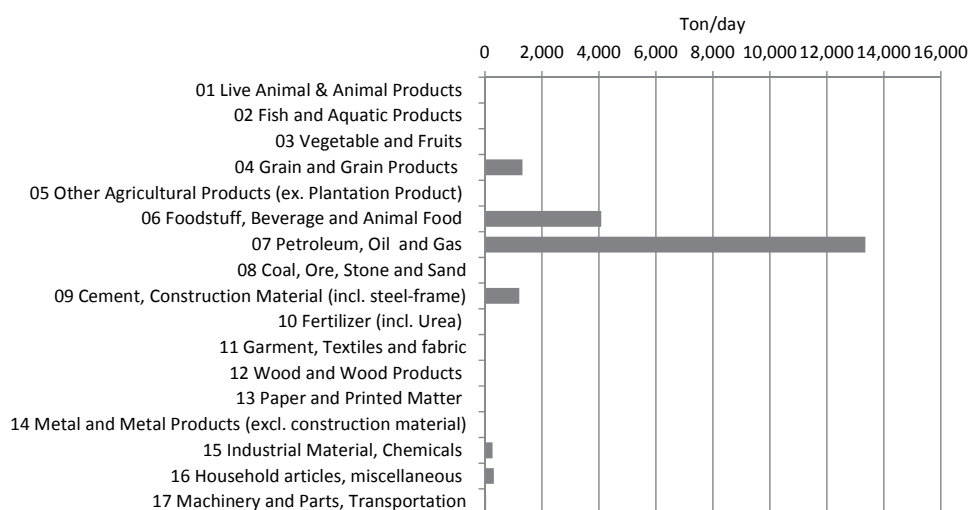 Ton/day
0 2,000 4,000 6,000 8,000 10,000 12,000 14,000 16,000
01 Live Animal & Animal Products
02 Fish and Aquatic Products
03 Vegetable and Fruits
04 Grain and Grain Products
05 Other Agricultural Products (ex. Plantation Product)
06 Foodstuff, Beverage and Animal Food
07 Petroleum, Oil and Gas
08 Coal, Ore, Stone and Sand
09 Cement, Construction Material (incl. steel-frame)
10 Fertilizer (incl. Urea)
11 Garment, Textiles and fabric
12 Wood and Wood Products
13 Paper and Printed Matter
14 Metal and Metal Products (excl. construction material)
15 Industrial Material, Chemicals
16 Household articles, miscellaneous
17 Machinery and Parts, Transportation